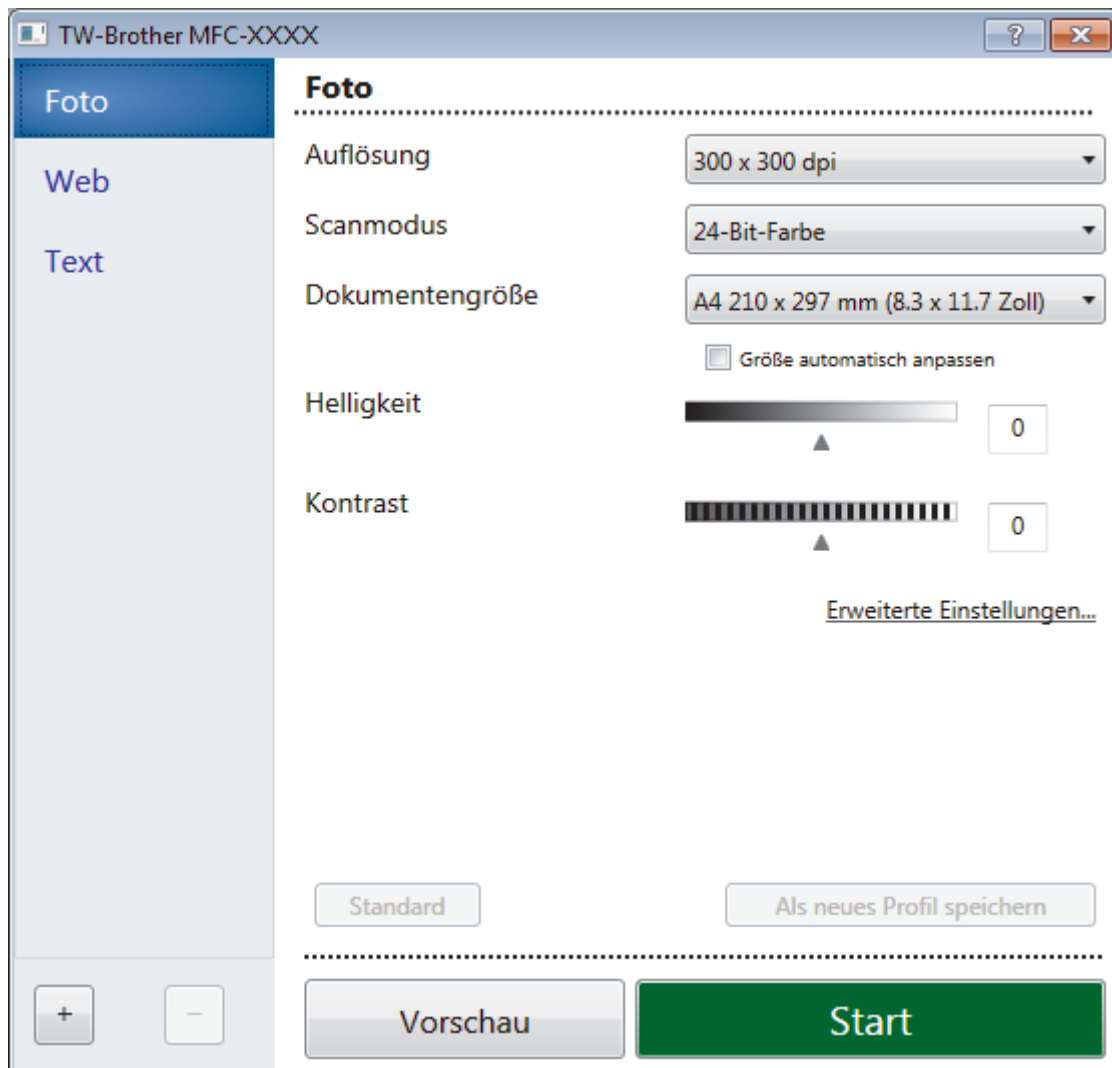 TW-Brother MFC-XXXX
?
Foto
Web
Text
Foto
Auflösung
300 x 300 dpi
Scanmodus
24-Bit-Farbe
Dokumentengröße
A4 210 x 297 mm (8.3 x 11.7 Zoll)
Größe automatisch anpassen
Helligkeit
0
Kontrast
0
Erweiterte Einstellungen...
Standard
Als neues Profil speichern
+
−
Vorschau
Start